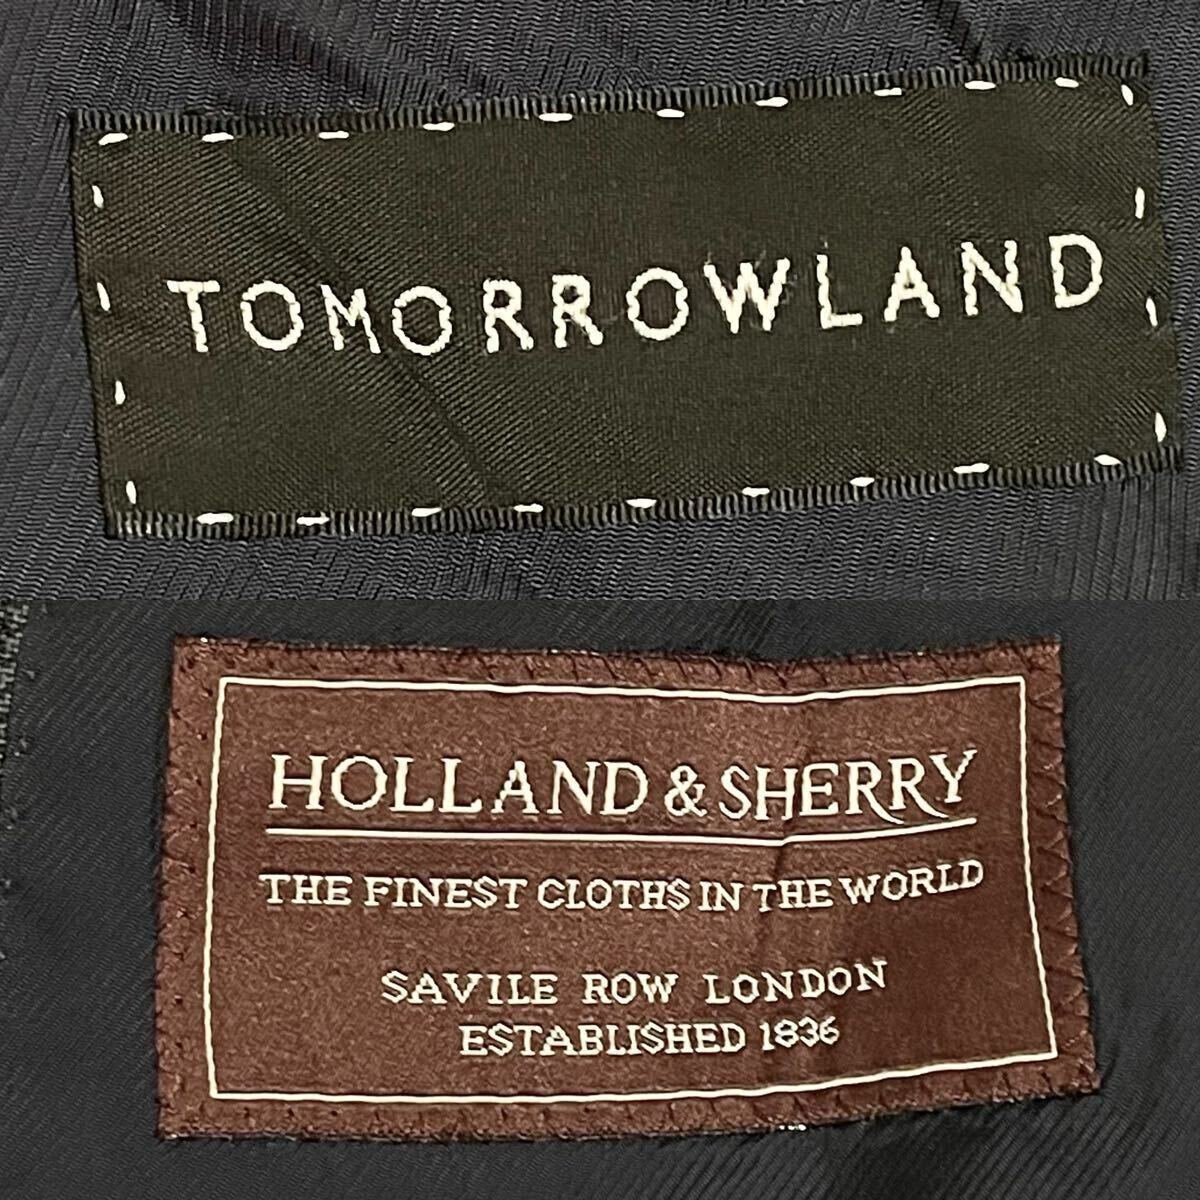 TOMORROWLAND
HOLLAND & SHERRY
THE FINEST CLOTHS IN THE WORLD
SAVILE ROW LONDON
ESTABLISHED 1836